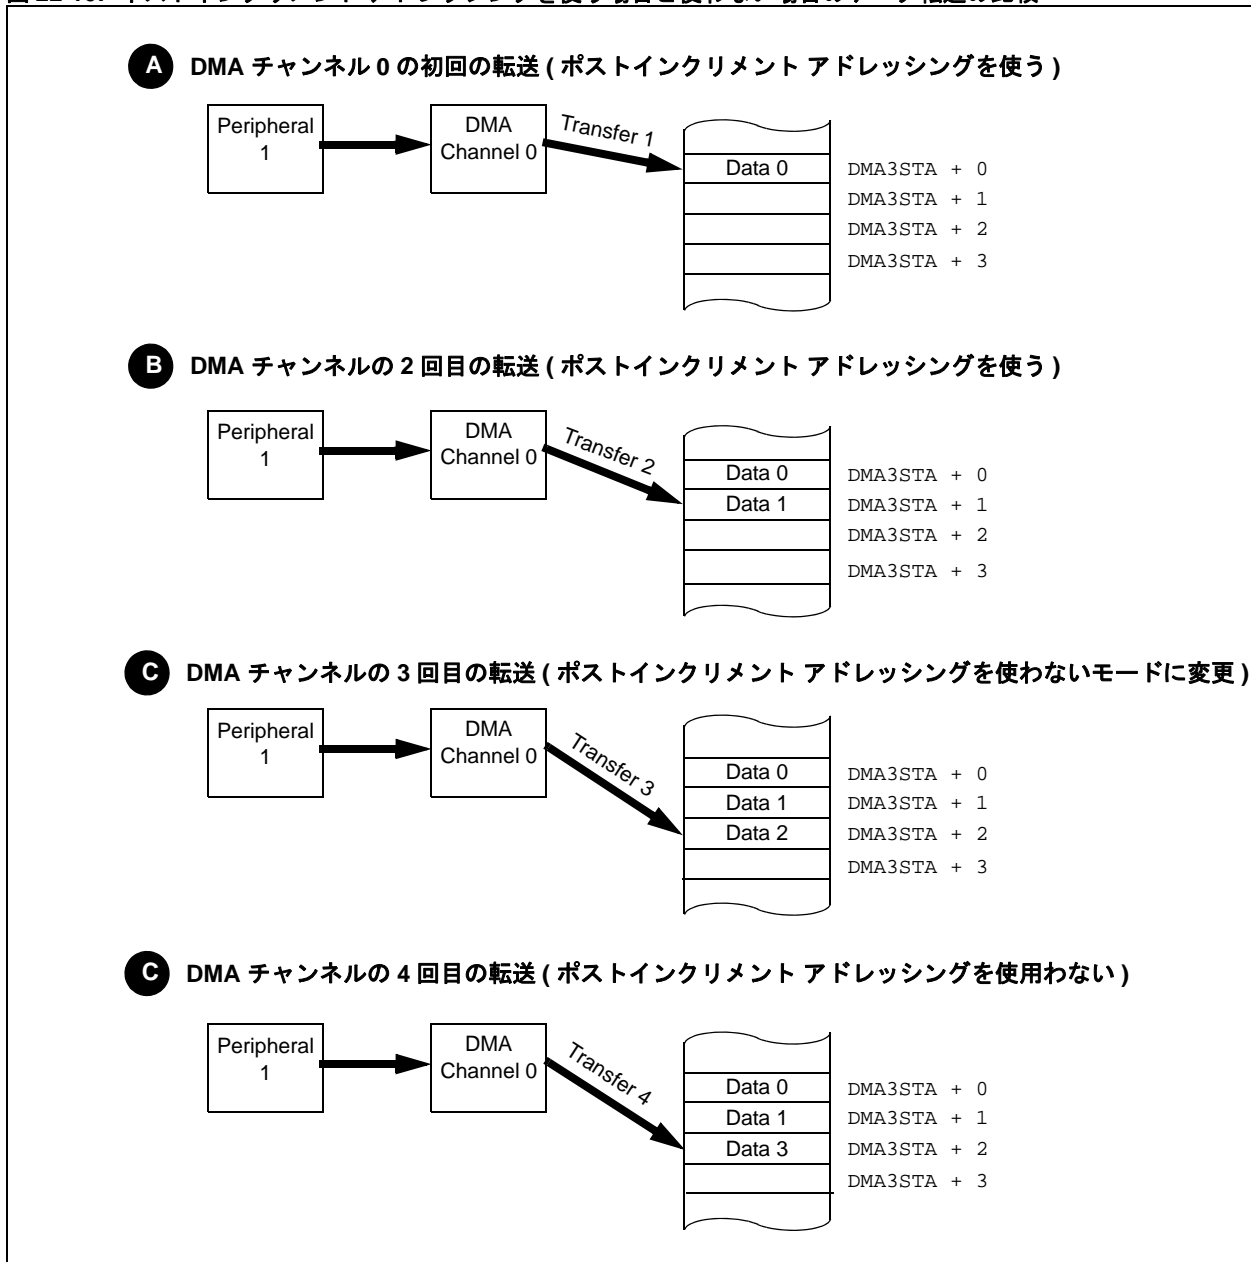 A DMA チャンネル 0 の初回の転送 ( ポストインクリメント アドレッシングを使う )
Peripheral
1
DMA
Channel 0
Transfer 1
Data 0
DMA3STA + 0
DMA3STA + 1
DMA3STA + 2
DMA3STA + 3
B DMA チャンネルの 2 回目の転送 ( ポストインクリメント アドレッシングを使う )
Peripheral
1
DMA
Channel 0
Transfer 2
Data 0
DMA3STA + 0
Data 1
DMA3STA + 1
DMA3STA + 2
DMA3STA + 3
C DMA チャンネルの 3 回目の転送 ( ポストインクリメント アドレッシングを使わないモードに変更 )
Peripheral
1
DMA
Channel 0
Transfer 3
Data 0
DMA3STA + 0
Data 1
DMA3STA + 1
Data 2
DMA3STA + 2
DMA3STA + 3
C DMA チャンネルの 4 回目の転送 ( ポストインクリメント アドレッシングを使用わない )
Peripheral
1
DMA
Channel 0
Transfer 4
Data 0
DMA3STA + 0
Data 1
DMA3STA + 1
Data 3
DMA3STA + 2
DMA3STA + 3